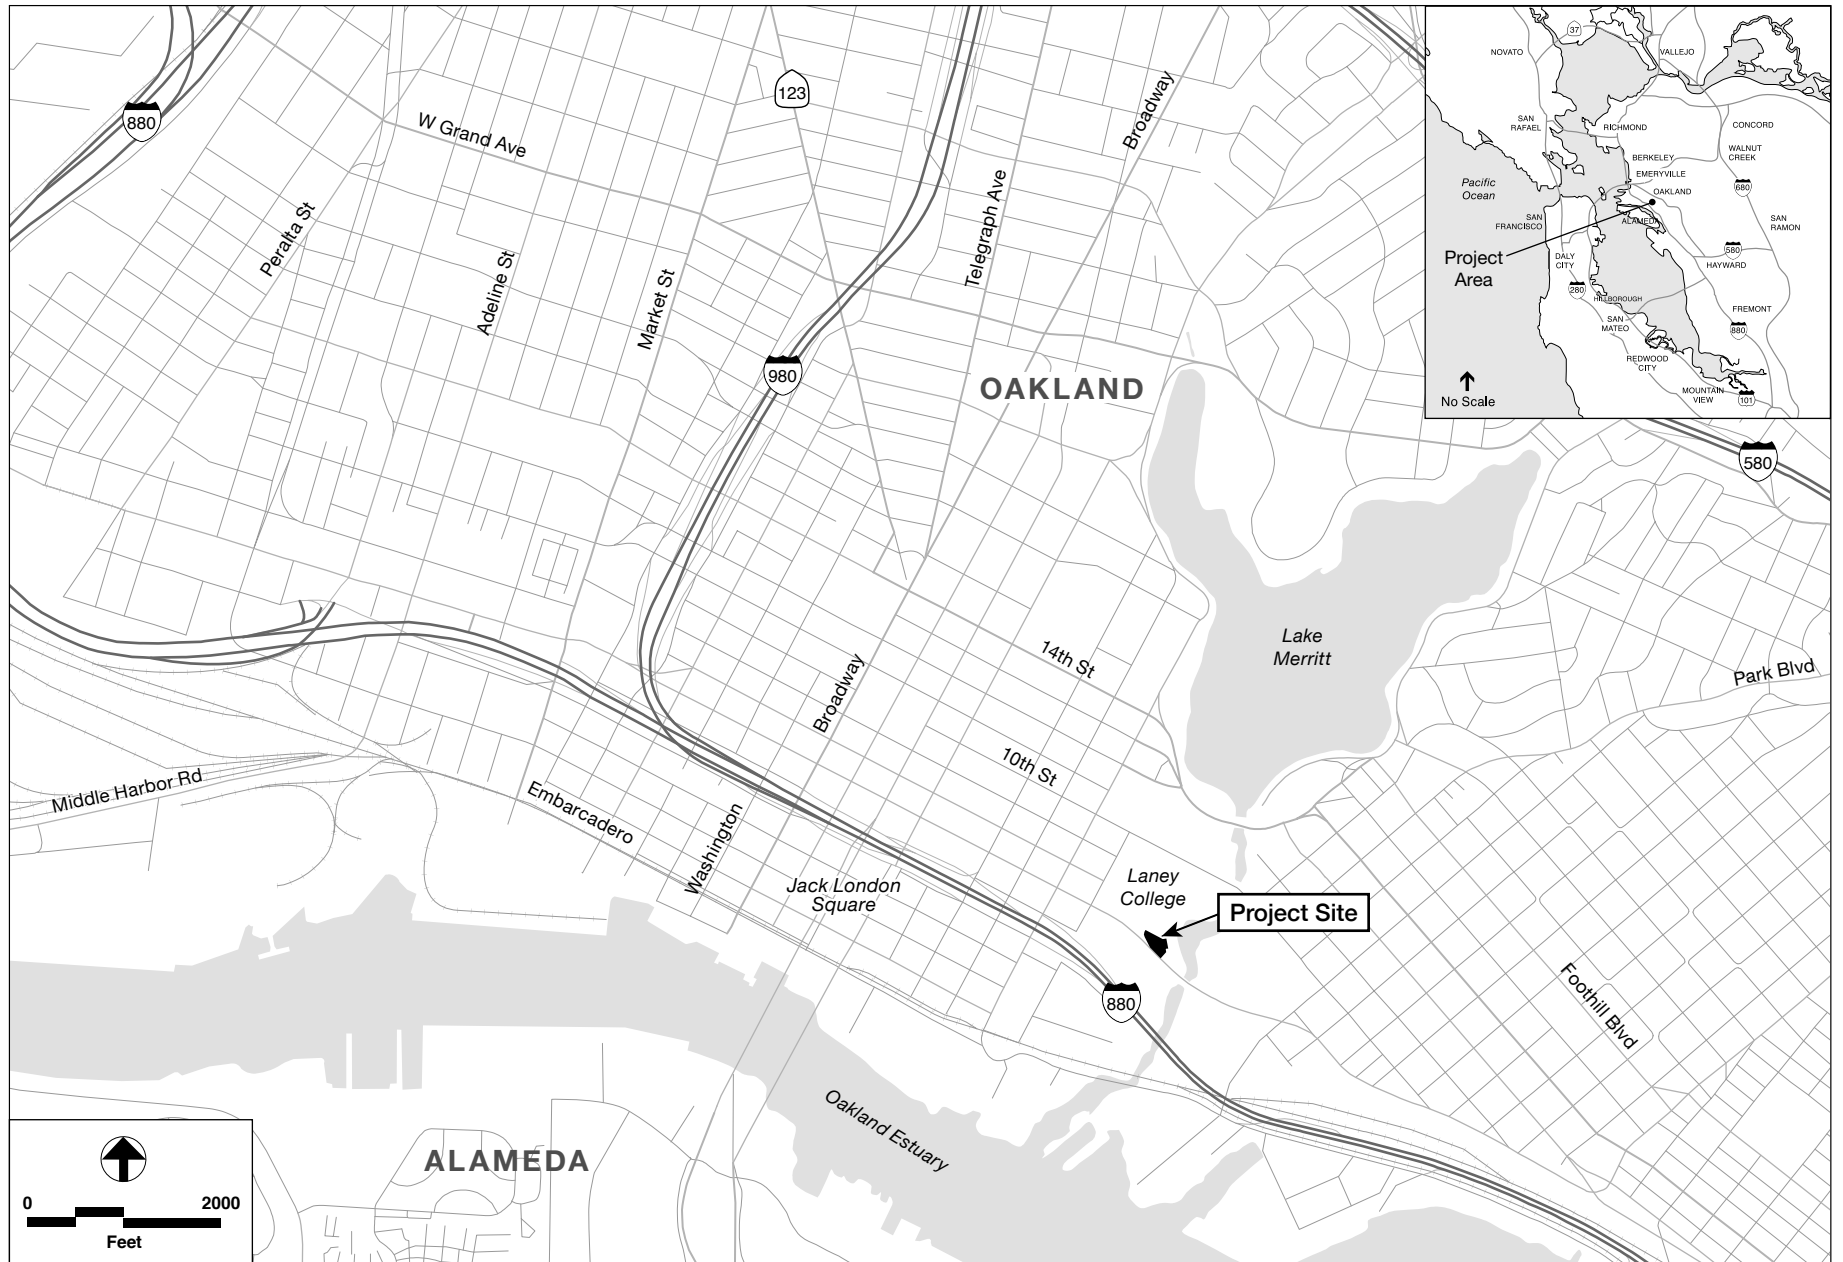 880
123
W Grand Ave
Broadway
Peralta St
Adeline St
Market St
Telegraph Ave
980
OAKLAND
580
Lake
Merritt
14th St
Park Blvd
Broadway
10th St
Middle Harbor Rd
Embarcadero
Washington
Jack London
Square
Laney
College
Project Site
880
Foothill Blvd
Oakland Estuary
ALAMEDA
0 2000
Feet
37
NOVATO
VALLEJO
SAN
RAFAEL
RICHMOND
CONCORD
WALNUT
CREEK
BERKELEY
EMERYVILLE
OAKLAND
680
Pacific
Ocean
SAN
FRANCISCO
ALAMEDA
SAN
RAMON
Project
Area
DALY
CITY
580
HAYWARD
280
HILLBOROUGH
SAN
MATEO
FREMONT
880
REDWOOD
CITY
MOUNTAIN
VIEW
101
No Scale